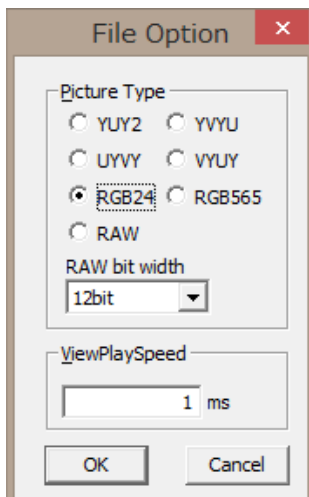 File Option
×
Picture Type
YUY2 YVYU
UYVY VYUY
RGB24 RGB565
RAW
RAW bit width
12bit
ViewPlaySpeed
1 ms
OK Cancel